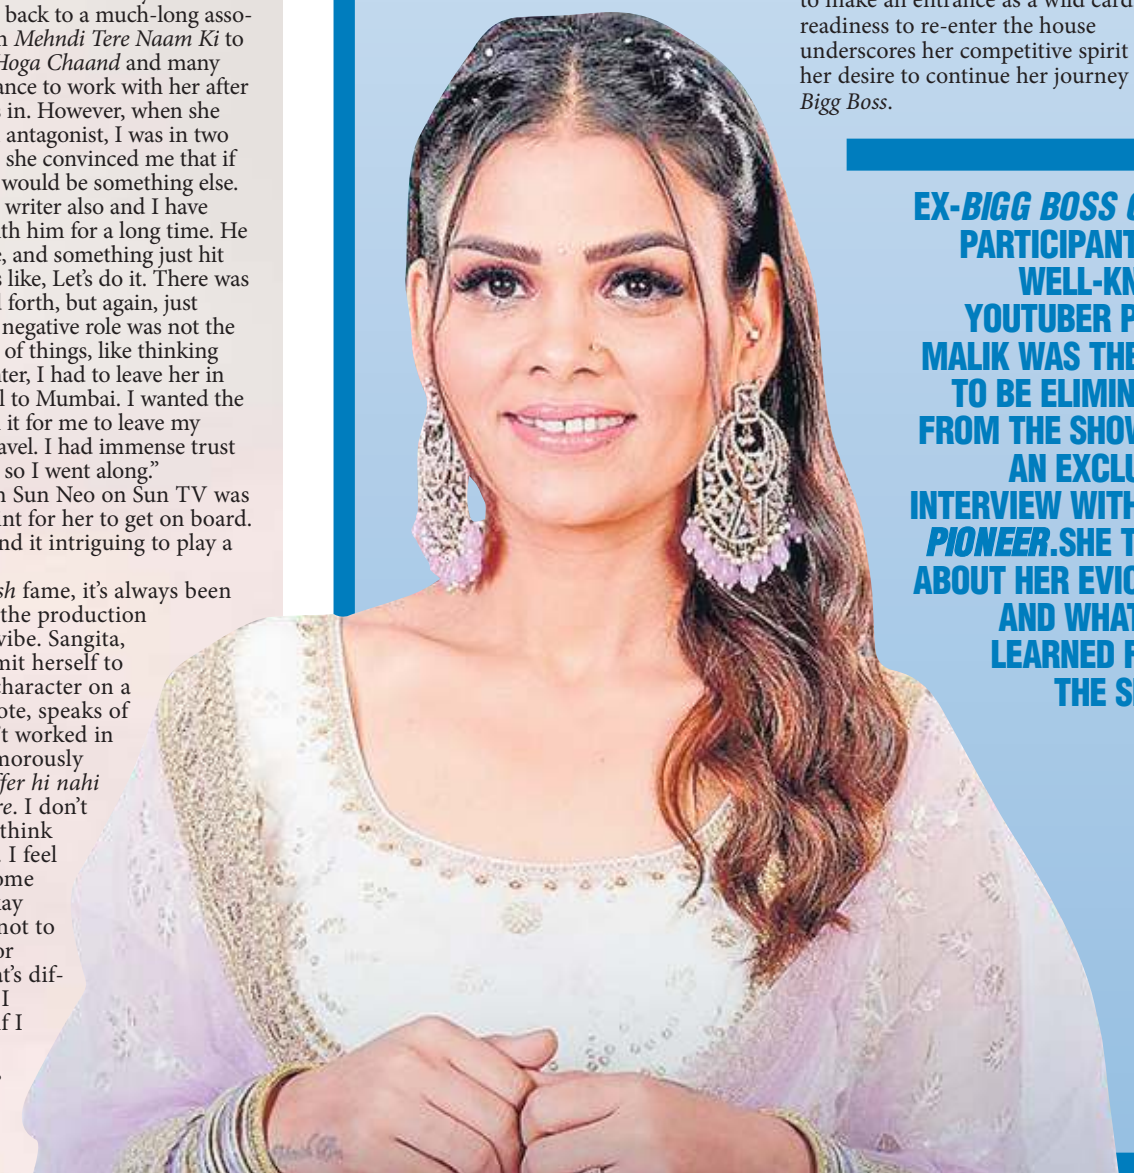 back to a much-long asso-
Mehndi Tere Naam Ki to
Hoga Chaand and many
ance to work with her after
in. However, when she
antagonist, I was in two
she convinced me that if
would be something else.
writer also and I have
ith him for a long time. He
e, and something just hit
s like, Let's do it. There was
forth, but again, just
negative role was not the
of things, like thinking
hter, I had to leave her in
l to Mumbai. I wanted the
it for me to leave my
avel. I had immense trust
so I went along.”
n Sun Neo on Sun TV was
int for her to get on board.
nd it intriguing to play a
sh fame, it's always been
the production
vibe. Sangita,
mit herself to
character on a
ote, speaks of
't worked in
morously
ffer hi nahi
re. I don't
think
I feel
ome
ay
not to
or
at's dif-
I
if I
to make an entrance as a wild card
readiness to re-enter the house
underscores her competitive spirit
her desire to continue her journey
Bigg Boss.
EX-BIGG BOSS
PARTICIPANT
WELL-KN
YOUTUBER P
MALIK WAS THE
TO BE ELIMIN
FROM THE SHOW
AN EXCLU
INTERVIEW WITH
PIONEER.SHE T
ABOUT HER EVIC
AND WHAT
LEARNED F
THE S